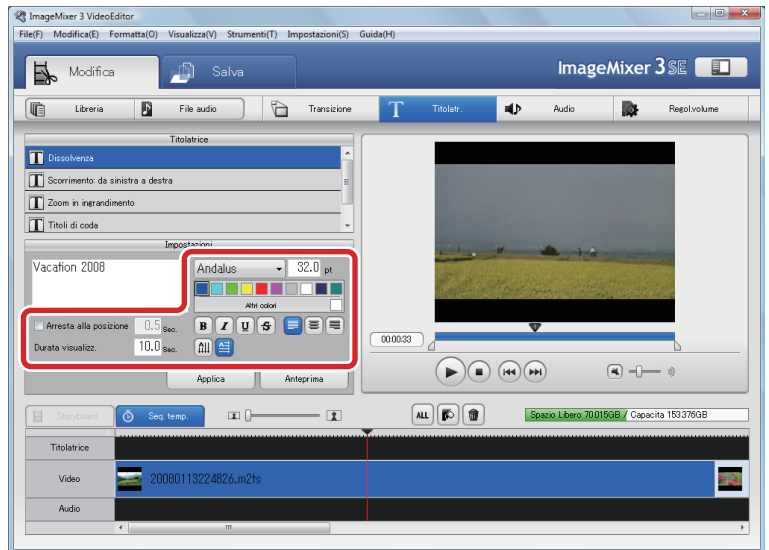 ImageMixer 3 VideoEditor
File(F) Modifica(E) Formatta(O) Visualizza(V) Strumenti(T) Impostazioni(S) Guida(H)
Modifica Salva ImageMixer 3 SE
Libreria File audio Transizione T Titolatr. Audio Regol.volume
Titolatrice
T Dissolvenza
T Scorrimento: da sinistra a destra
T Zoom in ingrandimento
T Titoli di coda
Impostazioni
Vacation 2008 Andalus 32.0 pt
Altri colori
Arresta alla posizione 0.5 Sec. B I U S
Durata visualizz. 10.0 Sec. AII A
00:00:33
Applica Anteprima
Storyboard Seq. temp. ALL Spazio Libero 70.015GB / Capacita 153.376GB
Titolatrice
Video 20080113224826.m2ts
Audio